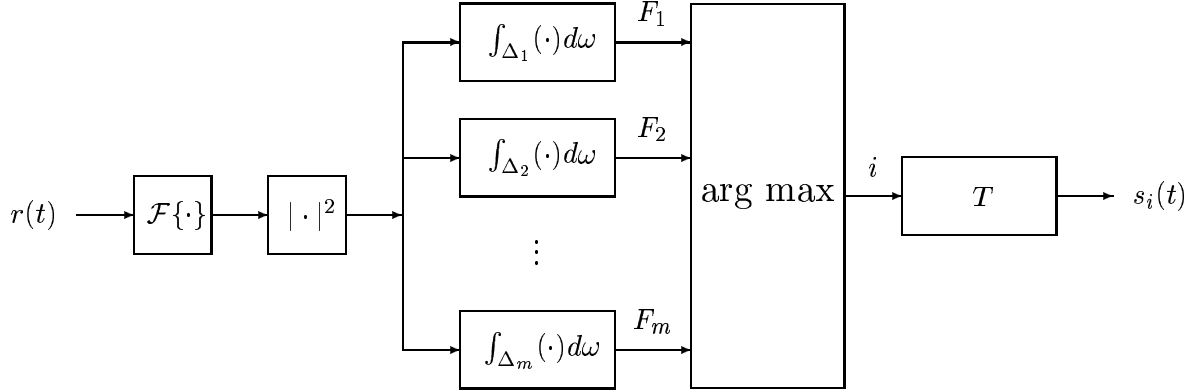 r(t)
ℱ{·}
| · |²
∫_{Δ₁}(·)dω
F₁
∫_{Δ₂}(·)dω
F₂
⋮
∫_{Δₘ}(·)dω
Fₘ
arg max
i
T
sᵢ(t)